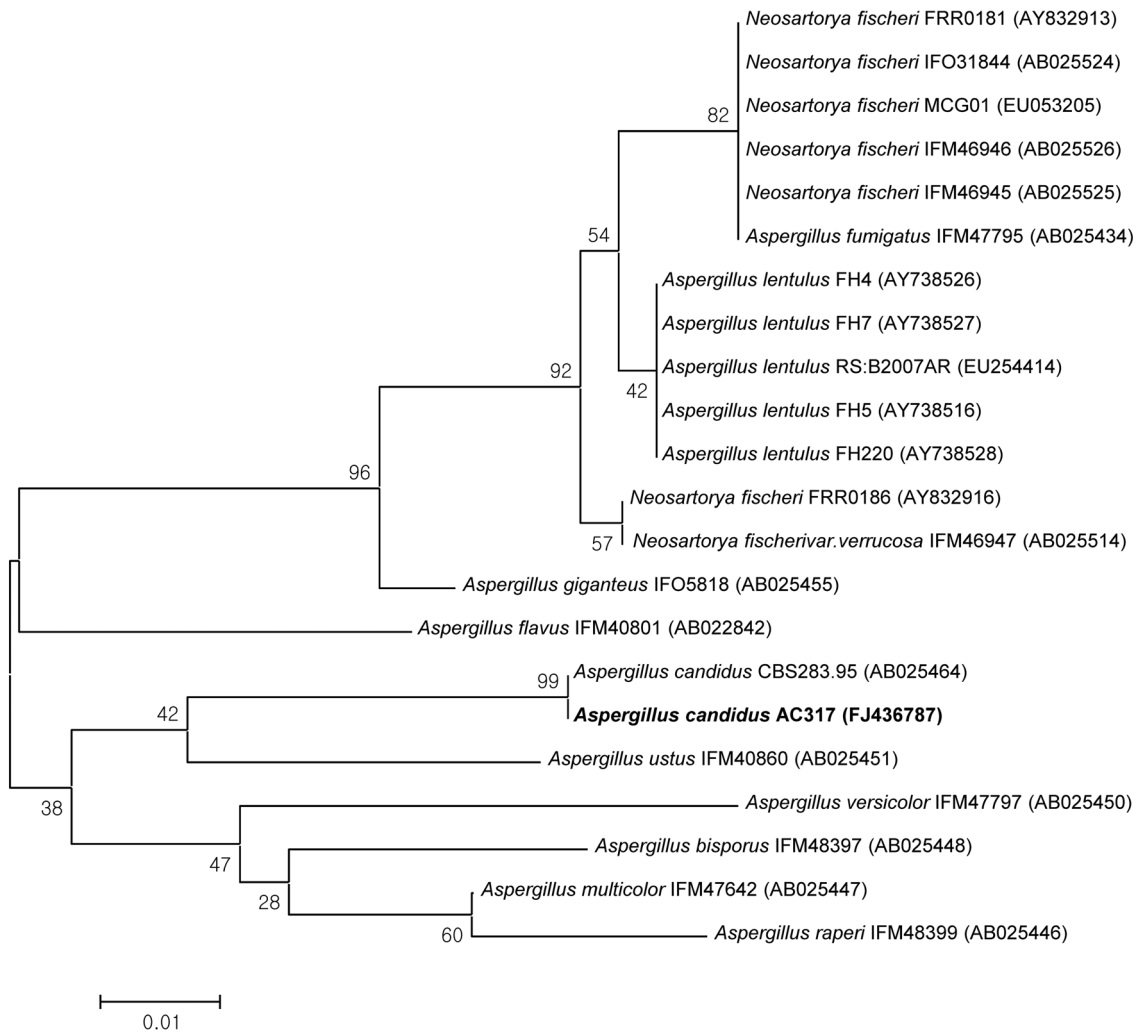 Neosartorya fischeri FRR0181 (AY832913)
Neosartorya fischeri IFO31844 (AB025524)
Neosartorya fischeri MCG01 (EU053205)
82
Neosartorya fischeri IFM46946 (AB025526)
Neosartorya fischeri IFM46945 (AB025525)
54
Aspergillus fumigatus IFM47795 (AB025434)
Aspergillus lentulus FH4 (AY738526)
Aspergillus lentulus FH7 (AY738527)
92
Aspergillus lentulus RS:B2007AR (EU254414)
42
Aspergillus lentulus FH5 (AY738516)
Aspergillus lentulus FH220 (AY738528)
96
Neosartorya fischeri FRR0186 (AY832916)
57
Neosartorya fischerivar.verrucosa IFM46947 (AB025514)
Aspergillus giganteus IFO5818 (AB025455)
Aspergillus flavus IFM40801 (AB022842)
Aspergillus candidus CBS283.95 (AB025464)
99
42
Aspergillus candidus AC317 (FJ436787)
Aspergillus ustus IFM40860 (AB025451)
38
Aspergillus versicolor IFM47797 (AB025450)
Aspergillus bisporus IFM48397 (AB025448)
47
Aspergillus multicolor IFM47642 (AB025447)
28
Aspergillus raperi IFM48399 (AB025446)
60
0.01